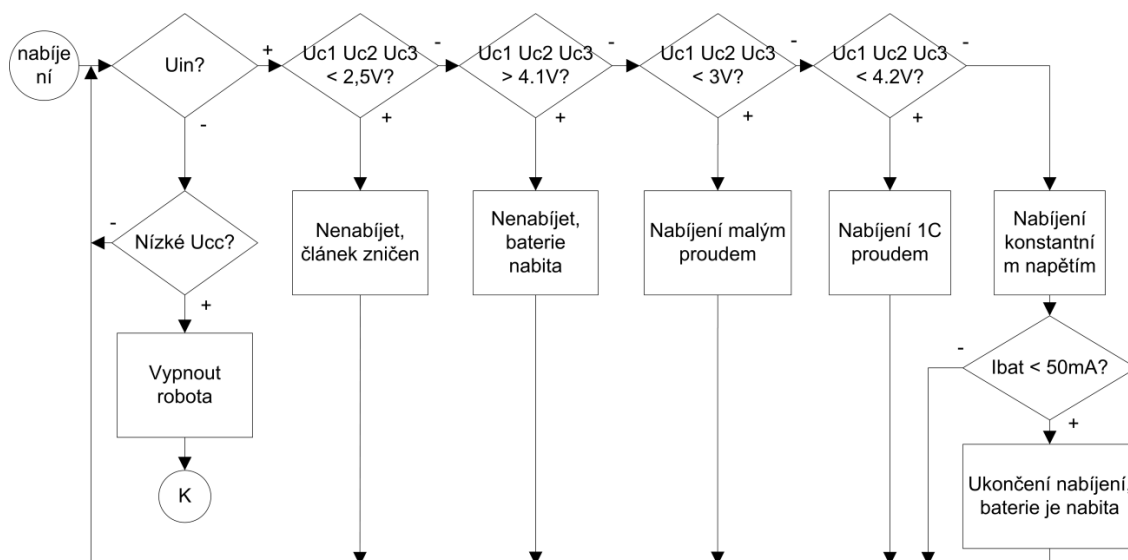 nabíje
ní
Uin?
+
-
Uc1 Uc2 Uc3
< 2,5V?
-
+
Uc1 Uc2 Uc3
> 4.1V?
-
+
Uc1 Uc2 Uc3
< 3V?
-
+
Uc1 Uc2 Uc3
< 4.2V?
-
+
Nízké Ucc?
-
+
Nenabíjet,
článek zničen
Nenabíjet,
baterie
nabita
Nabíjení malým
proudem
Nabíjení 1C
proudem
Nabíjení
konstantní
m napětím
Vypnout
robota
Ibat < 50mA?
-
+
K
Ukončení nabíjení,
baterie je nabita